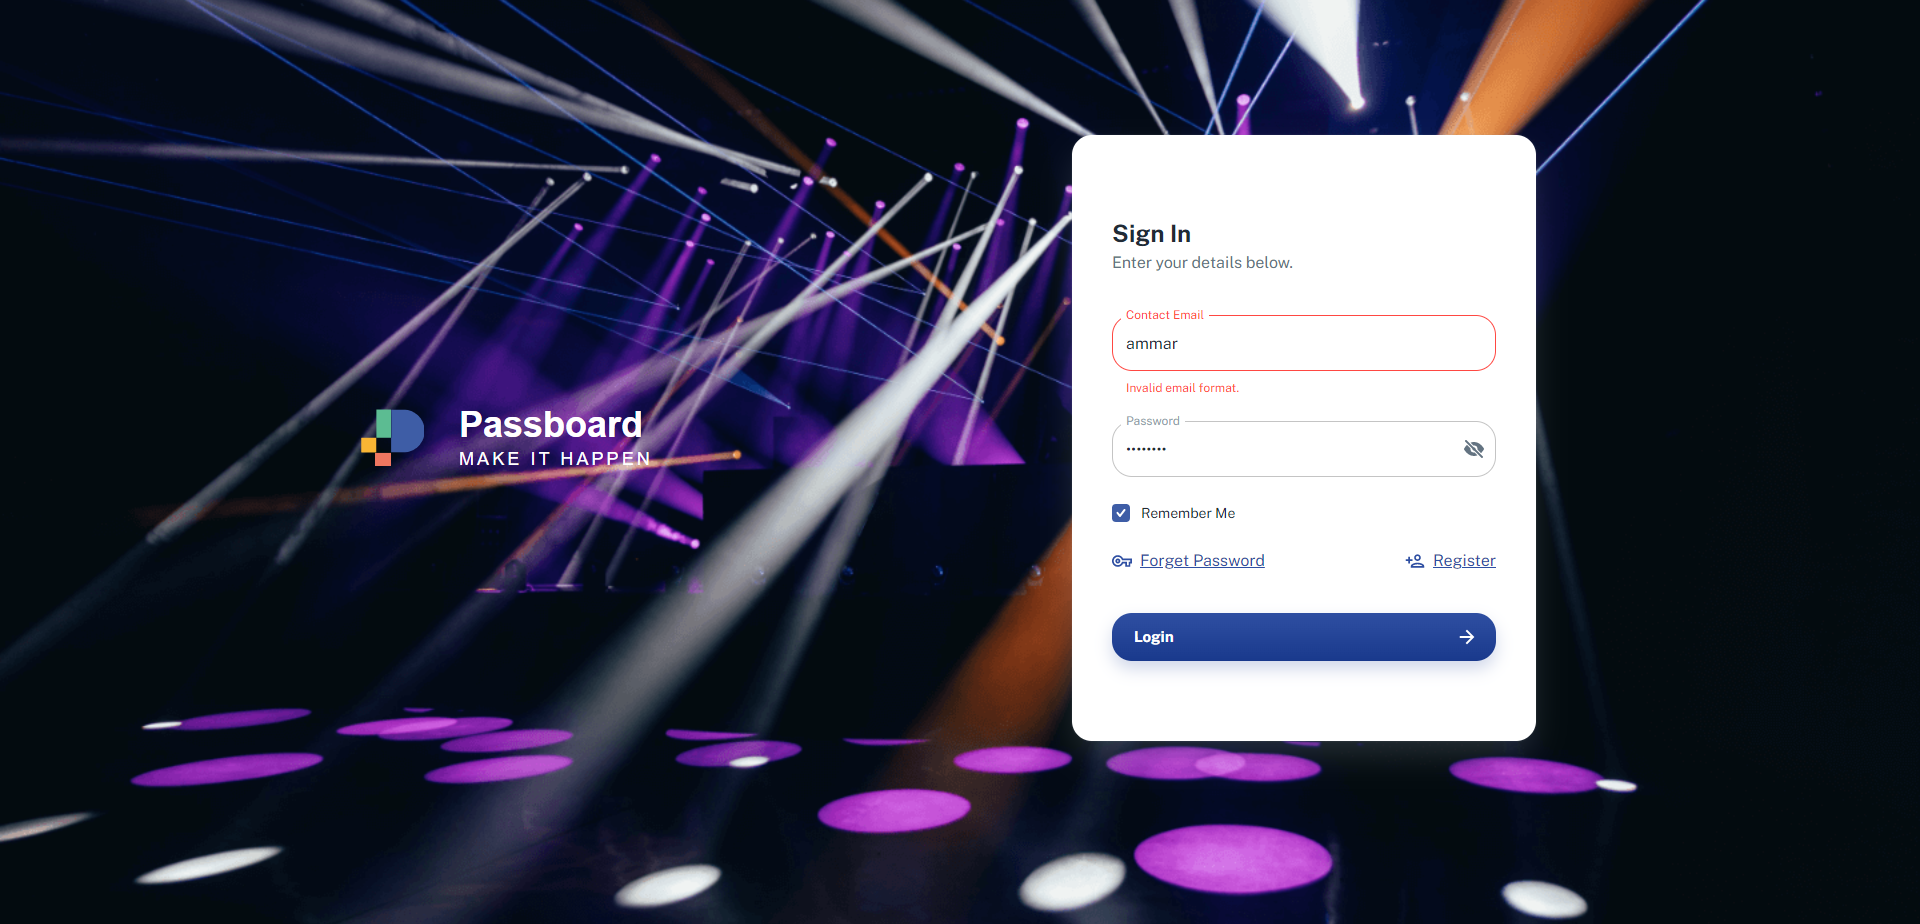 Passboard
MAKE IT HAPPEN
Sign In
Enter your details below.
Contact Email
ammar
Invalid email format.
Password
••••••••
Remember Me
Forget Password
Register
Login